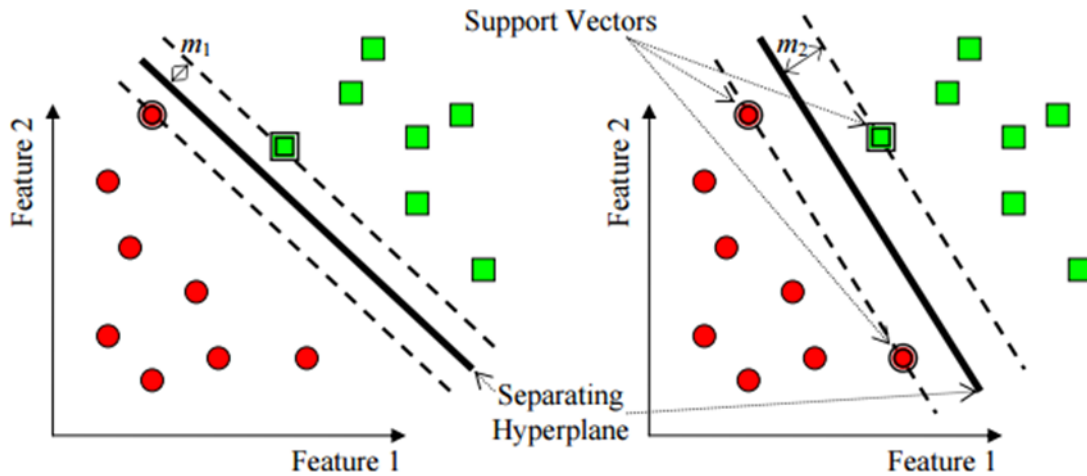 Support Vectors
m1
m2
Feature 2
Feature 2
Separating
Hyperplane
Feature 1
Feature 1